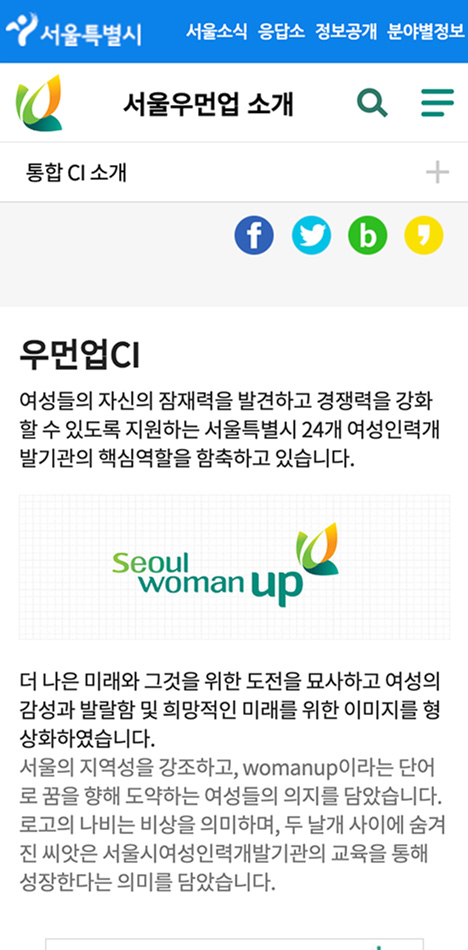 서울특별시 서울소식 응답소 정보공개 분야별정보
서울우먼업 소개
통합 CI 소개
f b
우먼업CI
여성들의 자신의 잠재력을 발견하고 경쟁력을 강화
할 수 있도록 지원하는 서울특별시 24개 여성인력개
발기관의 핵심역할을 함축하고 있습니다.
Seoul
woman up
더 나은 미래와 그것을 위한 도전을 묘사하고 여성의
감성과 발랄함 및 희망적인 미래를 위한 이미지를 형
상화하였습니다.
서울의 지역성을 강조하고, womanup이라는 단어
로 꿈을 향해 도약하는 여성들의 의지를 담았습니다.
로고의 나비는 비상을 의미하며, 두 날개 사이에 숨겨
진 씨앗은 서울시여성인력개발기관의 교육을 통해
성장한다는 의미를 담았습니다.